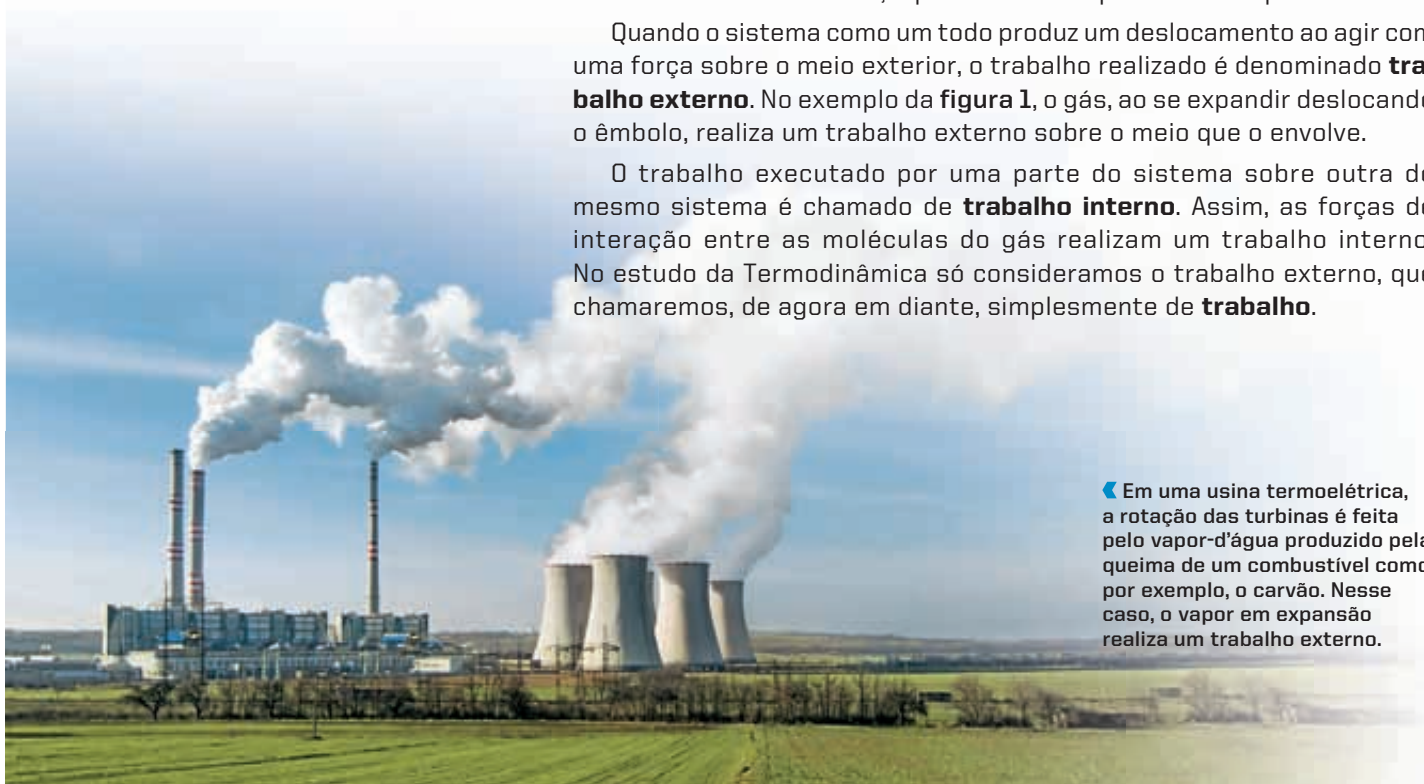 Quando o sistema como um todo produz um deslocamento ao agir com
uma força sobre o meio exterior, o trabalho realizado é denominado tra
balho externo. No exemplo da figura 1, o gás, ao se expandir deslocando
o êmbolo, realiza um trabalho externo sobre o meio que o envolve.
O trabalho executado por uma parte do sistema sobre outra do
mesmo sistema é chamado de trabalho interno. Assim, as forças de
interação entre as moléculas do gás realizam um trabalho interno
No estudo da Termodinâmica só consideramos o trabalho externo, que
chamaremos, de agora em diante, simplesmente de trabalho.
Em uma usina termoelétrica,
a rotação das turbinas é feita
pelo vapor-d'água produzido pela
queima de um combustível como
por exemplo, o carvão. Nesse
caso, o vapor em expansão
realiza um trabalho externo.